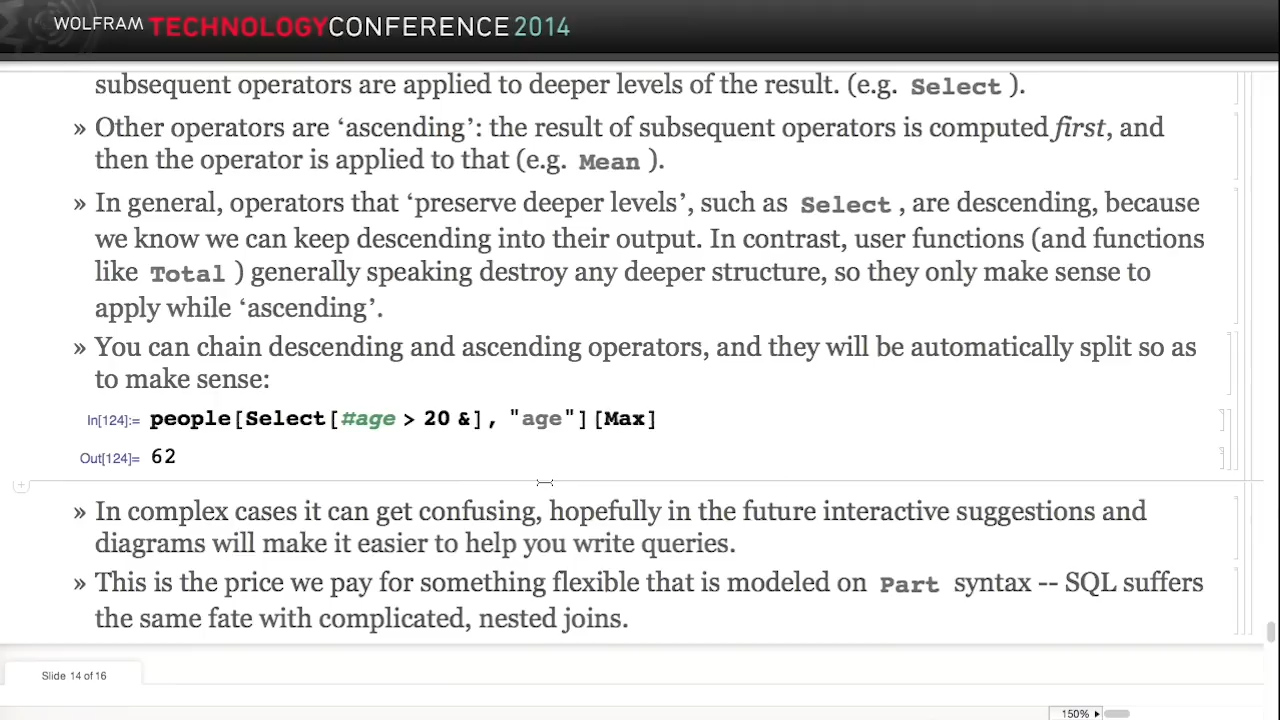 WOLFRAM TECHNOLOGYCONFERENCE 2014
subsequent operators are applied to deeper levels of the result. (e.g. Select ).
» Other operators are ‘ascending’: the result of subsequent operators is computed first, and
then the operator is applied to that (e.g. Mean ).
» In general, operators that ‘preserve deeper levels’, such as Select , are descending, because
we know we can keep descending into their output. In contrast, user functions (and functions
like Total ) generally speaking destroy any deeper structure, so they only make sense to
apply while ‘ascending’.
» You can chain descending and ascending operators, and they will be automatically split so as
to make sense:
In[124]:= people[Select[#age > 20 &], "age"][Max]
Out[124]= 62
» In complex cases it can get confusing, hopefully in the future interactive suggestions and
diagrams will make it easier to help you write queries.
» This is the price we pay for something flexible that is modeled on Part syntax -- SQL suffers
the same fate with complicated, nested joins.
Slide 14 of 16
150%